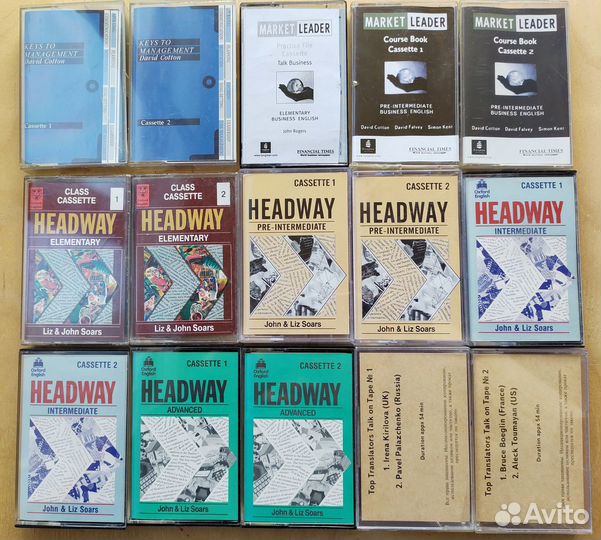 KEYS TO
MANAGEMENT
David Cotton
Cassette 1
KEYS TO
MANAGEMENT
David Cotton
Cassette 2
MARKET LEADER
Practice File
Cassette
Talk Business
ELEMENTARY
BUSINESS ENGLISH
John Rogers
FINANCIAL TIMES
MARKET LEADER
Course Book
Cassette 1
PRE-INTERMEDIATE
BUSINESS ENGLISH
David Cotton David Falvey Simon Kent
FINANCIAL TIMES
MARKET LEADER
Course Book
Cassette 2
PRE-INTERMEDIATE
BUSINESS ENGLISH
David Cotton David Falvey Simon Kent
FINANCIAL TIMES
CLASS
CASSETTE
1
HEADWAY
ELEMENTARY
Liz & John Soars
CLASS
CASSETTE
2
HEADWAY
ELEMENTARY
Liz & John Soars
CASSETTE 1
HEADWAY
PRE-INTERMEDIATE
John & Liz Soars
CASSETTE 2
HEADWAY
PRE-INTERMEDIATE
John & Liz Soars
Oxford
English
CASSETTE 1
HEADWAY
INTERMEDIATE
John & Liz Soars
Oxford
English
CASSETTE 2
HEADWAY
INTERMEDIATE
John & Liz Soars
Oxford
English
CASSETTE 1
HEADWAY
ADVANCED
John & Liz Soars
Oxford
English
CASSETTE 2
HEADWAY
ADVANCED
John & Liz Soars
Top Translators Talk on Tape № 1
1. Irena Kirilova (UK)
2. Pavel Palazchenko (Russia)
Duration appx 54 min
Top Translators Talk on Tape № 2
1. Bruce Boeglin (France)
2. Aleck Toumayan (US)
Duration appx 54 min
Avito